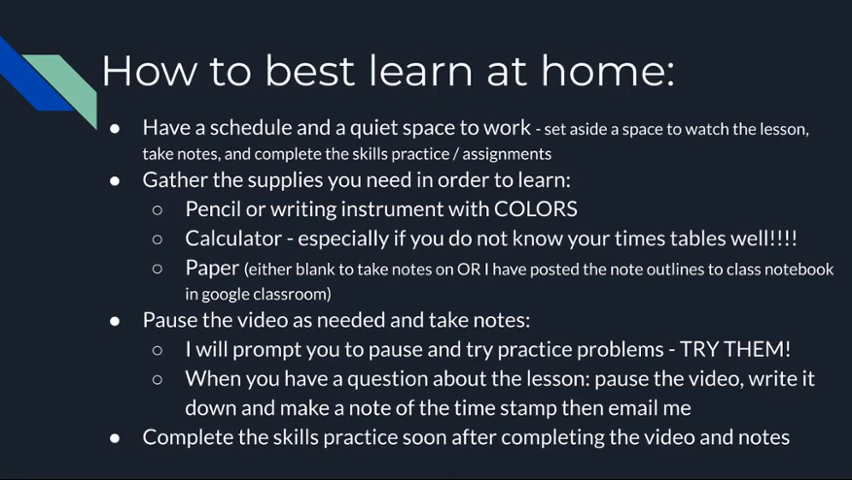 How to best learn at home:
● Have a schedule and a quiet space to work - set aside a space to watch the lesson,
take notes, and complete the skills practice / assignments
● Gather the supplies you need in order to learn:
○ Pencil or writing instrument with COLORS
○ Calculator - especially if you do not know your times tables well!!!!
○ Paper (either blank to take notes on OR I have posted the note outlines to class notebook
in google classroom)
● Pause the video as needed and take notes:
○ I will prompt you to pause and try practice problems - TRY THEM!
○ When you have a question about the lesson: pause the video, write it
down and make a note of the time stamp then email me
● Complete the skills practice soon after completing the video and notes